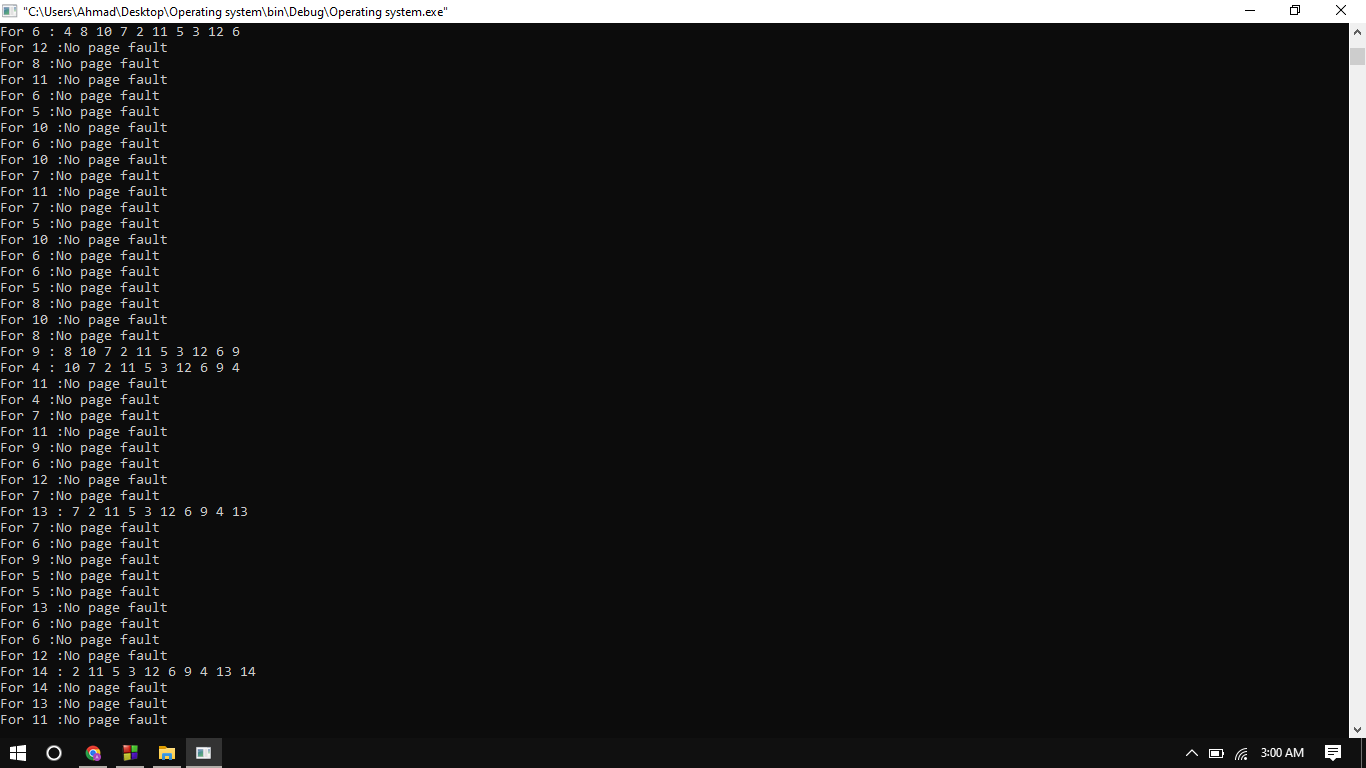 "C:\Users\Ahmad\Desktop\Operating system\bin\Debug\Operating system.exe"
For 6 : 4 8 10 7 2 11 5 3 12 6
For 12 :No page fault
For 8 :No page fault
For 11 :No page fault
For 6 :No page fault
For 5 :No page fault
For 10 :No page fault
For 6 :No page fault
For 10 :No page fault
For 7 :No page fault
For 11 :No page fault
For 7 :No page fault
For 5 :No page fault
For 10 :No page fault
For 6 :No page fault
For 6 :No page fault
For 5 :No page fault
For 8 :No page fault
For 10 :No page fault
For 8 :No page fault
For 9 : 8 10 7 2 11 5 3 12 6 9
For 4 : 10 7 2 11 5 3 12 6 9 4
For 11 :No page fault
For 4 :No page fault
For 7 :No page fault
For 11 :No page fault
For 9 :No page fault
For 6 :No page fault
For 12 :No page fault
For 7 :No page fault
For 13 : 7 2 11 5 3 12 6 9 4 13
For 7 :No page fault
For 6 :No page fault
For 9 :No page fault
For 5 :No page fault
For 5 :No page fault
For 13 :No page fault
For 6 :No page fault
For 6 :No page fault
For 12 :No page fault
For 14 : 2 11 5 3 12 6 9 4 13 14
For 14 :No page fault
For 13 :No page fault
For 11 :No page fault
3:00 AM